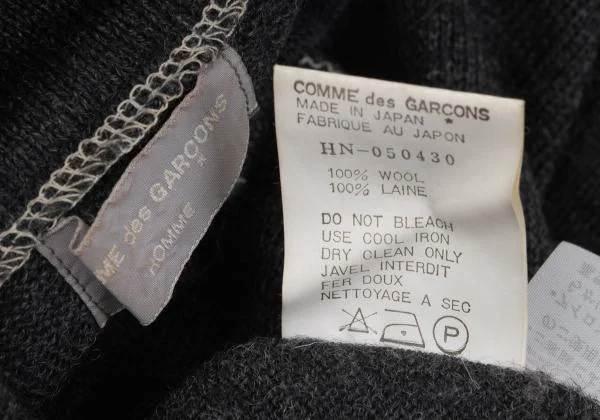 COMME des GARCONS
HOMME
COMME des GARCONS
MADE IN JAPAN
FABRIQUE AU JAPON
HN-050430
100% WOOL
100% LAINE
DO NOT BLEACH
USE COOL IRON
DRY CLEAN ONLY
JAVEL INTERDIT
FER DOUX
NETTOYAGE A SEC
P